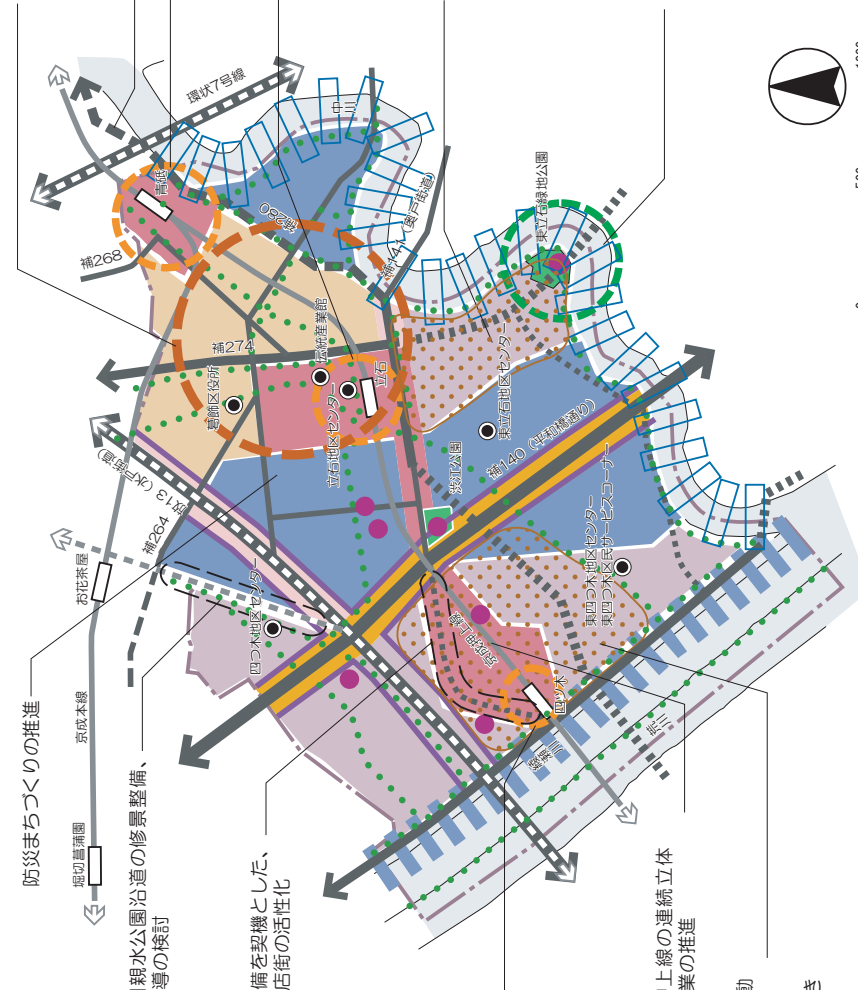 防災まちづくりの推進
親水公園沿道の修景整備、
導の検討
備を契機とした、
店街の活性化
上線の連続立体
業の推進
動
き
堀切菖蒲園
京成本線
お花茶屋
環状7号線
青砥
中川
補268
補280
補274
補141（奥戸街道）
補264
放13（水戸街道）
補140（平和橋通り）
葛飾区役所
伝統産業館
立石地区センター
立石
東立石緑地公園
東立石地区センター
渋江公園
四つ木地区センター
東四つ木地区センター
東四つ木区民サービスコーナー
京成押上線
四ツ木
綾瀬川
荒川
0